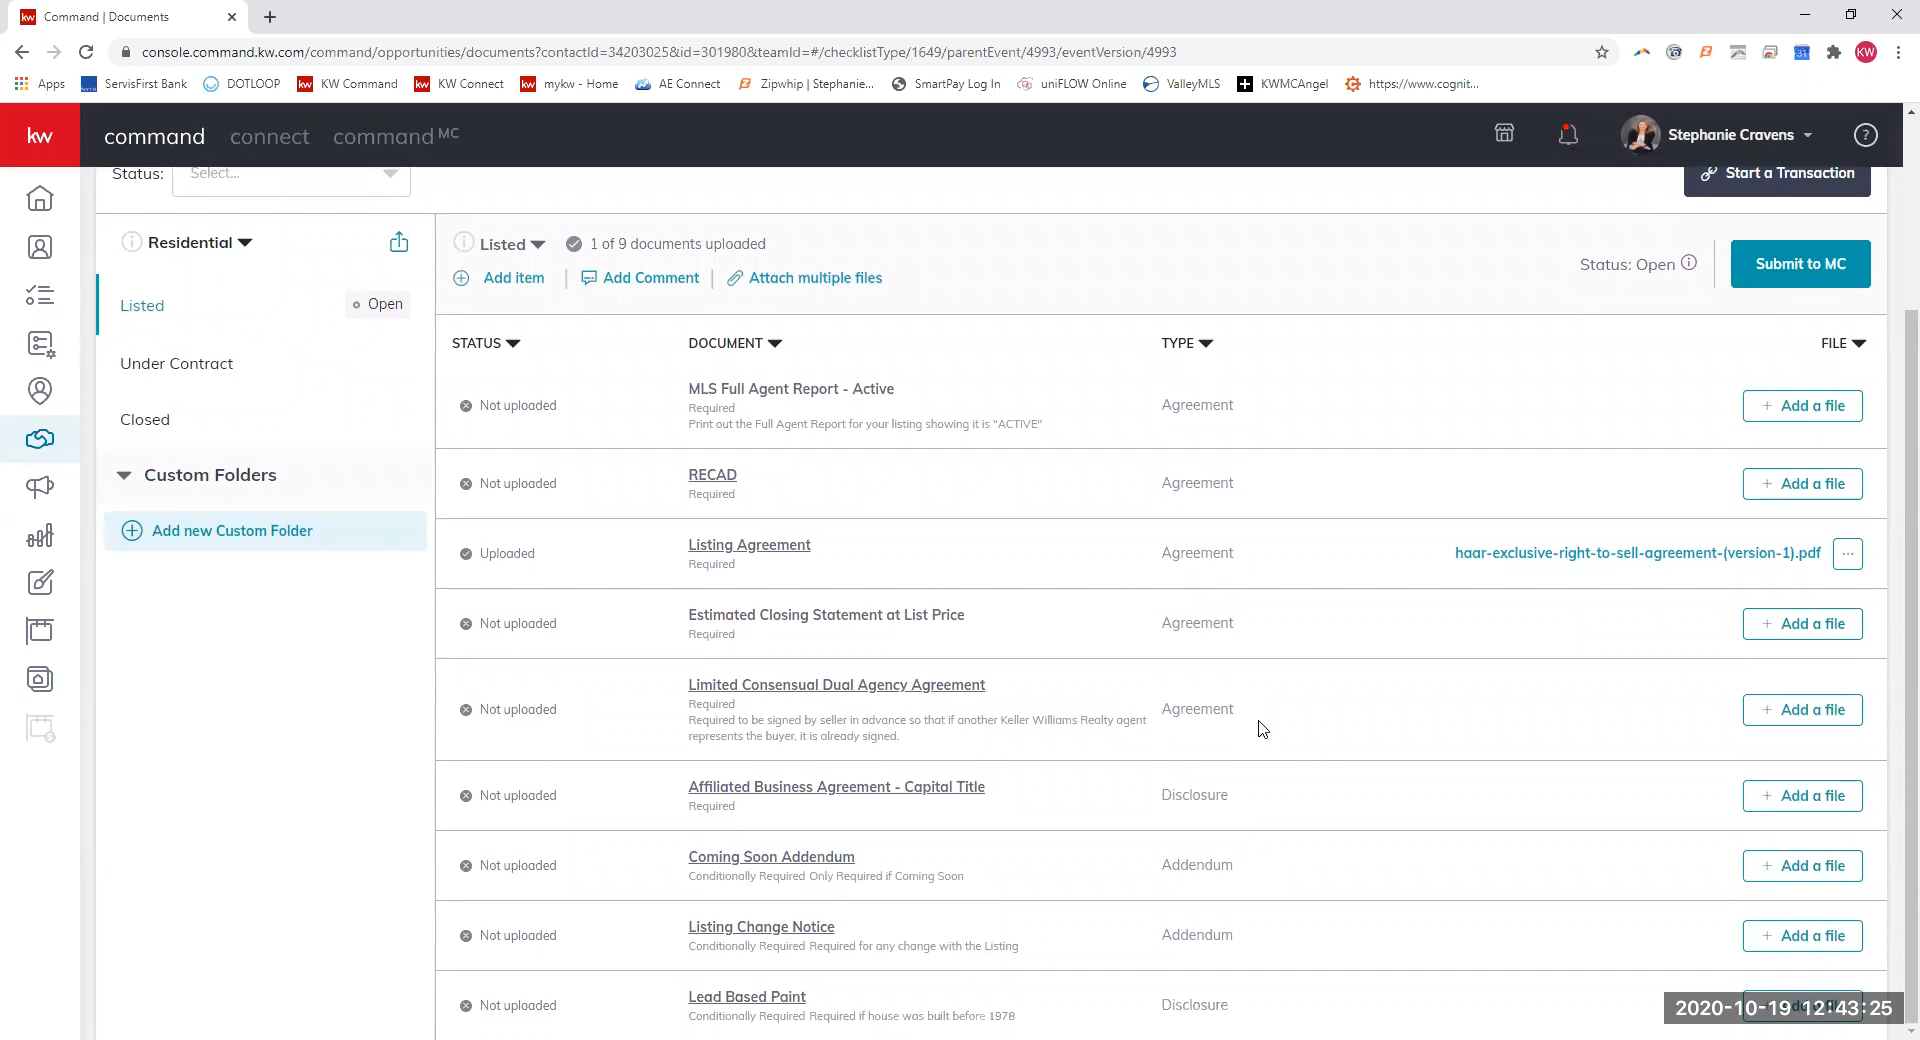 kw Command | Documents
console.command.kw.com/command/opportunities/documents?contactId=34203025&id=301980&teamId=#/checklistType/1649/parentEvent/4993/eventVersion/4993 31 KW
Apps ServisFirst Bank DOTLOOP kw KW Command kw KW Connect kw mykw - Home AE Connect Zipwhip | Stephanie... SmartPay Log In uniFLOW Online ValleyMLS KWMCAngel https://www.cognit...
kw command connect command MC Stephanie Cravens ?
Status: Select... Start a Transaction
Residential
Listed Open
Under Contract
Closed
Custom Folders
Add new Custom Folder
Listed 1 of 9 documents uploaded
Add item | Add Comment | Attach multiple files
Status: Open Submit to MC
STATUS DOCUMENT TYPE FILE
Not uploaded MLS Full Agent Report - Active Agreement + Add a file
Required
Print out the Full Agent Report for your listing showing it is "ACTIVE"
Not uploaded RECAD Agreement + Add a file
Required
Uploaded Listing Agreement Agreement haar-exclusive-right-to-sell-agreement-(version-1).pdf ...
Required
Not uploaded Estimated Closing Statement at List Price Agreement + Add a file
Required
Not uploaded Limited Consensual Dual Agency Agreement Agreement + Add a file
Required
Required to be signed by seller in advance so that if another Keller Williams Realty agent
represents the buyer, it is already signed.
Not uploaded Affiliated Business Agreement - Capital Title Disclosure + Add a file
Required
Not uploaded Coming Soon Addendum Addendum + Add a file
Conditionally Required Only Required if Coming Soon
Not uploaded Listing Change Notice Addendum + Add a file
Conditionally Required Required for any change with the Listing
Not uploaded Lead Based Paint Disclosure
Conditionally Required Required if house was built before 1978
2020-10-19 12:43:25